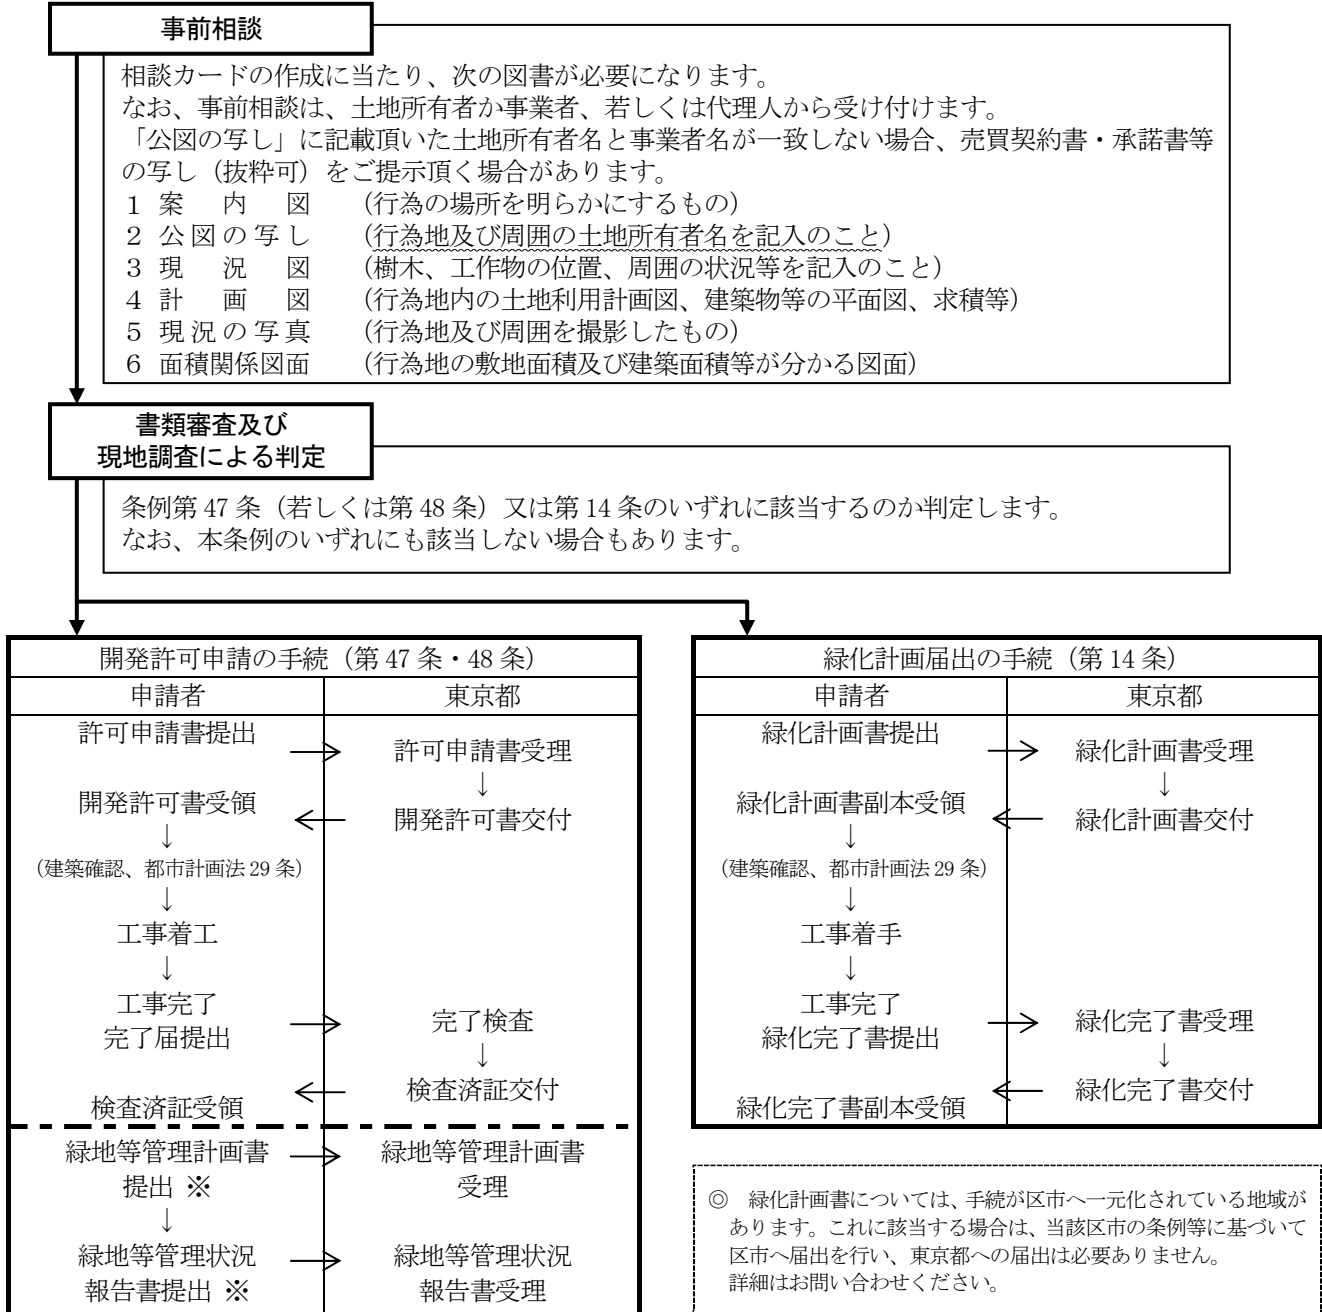 事前相談
相談カードの作成に当たり、次の図書が必要になります。
なお、事前相談は、土地所有者か事業者、若しくは代理人から受け付けます。
「公図の写し」に記載頂いた土地所有者名と事業者名が一致しない場合、売買契約書・承諾書等
の写し（抜粋可）をご提示頂く場合があります。
1 案　内　図　（行為の場所を明らかにするもの）
2 公図の写し　（行為地及び周囲の土地所有者名を記入のこと）
3 現　況　図　（樹木、工作物の位置、周囲の状況等を記入のこと）
4 計　画　図　（行為地内の土地利用計画図、建築物等の平面図、求積等）
5 現況の写真　（行為地及び周囲を撮影したもの）
6 面積関係図面　（行為地の敷地面積及び建築面積等が分かる図面）
書類審査及び
現地調査による判定
条例第 47 条（若しくは第 48 条）又は第 14 条のいずれに該当するのか判定します。
なお、本条例のいずれにも該当しない場合もあります。
開発許可申請の手続（第 47 条・48 条）
申請者　東京都
許可申請書提出 → 許可申請書受理
↓
開発許可書受領 ← 開発許可書交付
↓
（建築確認、都市計画法 29 条）
↓
工事着工
↓
工事完了
完了届提出 → 完了検査
↓
検査済証受領 ← 検査済証交付
緑地等管理計画書 → 緑地等管理計画書
提出 ※　受理
↓
緑地等管理状況 → 緑地等管理状況
報告書提出 ※　報告書受理
緑化計画届出の手続（第 14 条）
申請者　東京都
緑化計画書提出 → 緑化計画書受理
↓
緑化計画書副本受領 ← 緑化計画書交付
↓
（建築確認、都市計画法 29 条）
↓
工事着手
↓
工事完了
緑化完了書提出 → 緑化完了書受理
↓
緑化完了書副本受領 ← 緑化完了書交付
◎　緑化計画書については、手続が区市へ一元化されている地域が
あります。これに該当する場合は、当該区市の条例等に基づいて
区市へ届出を行い、東京都への届出は必要ありません。
詳細はお問い合わせください。